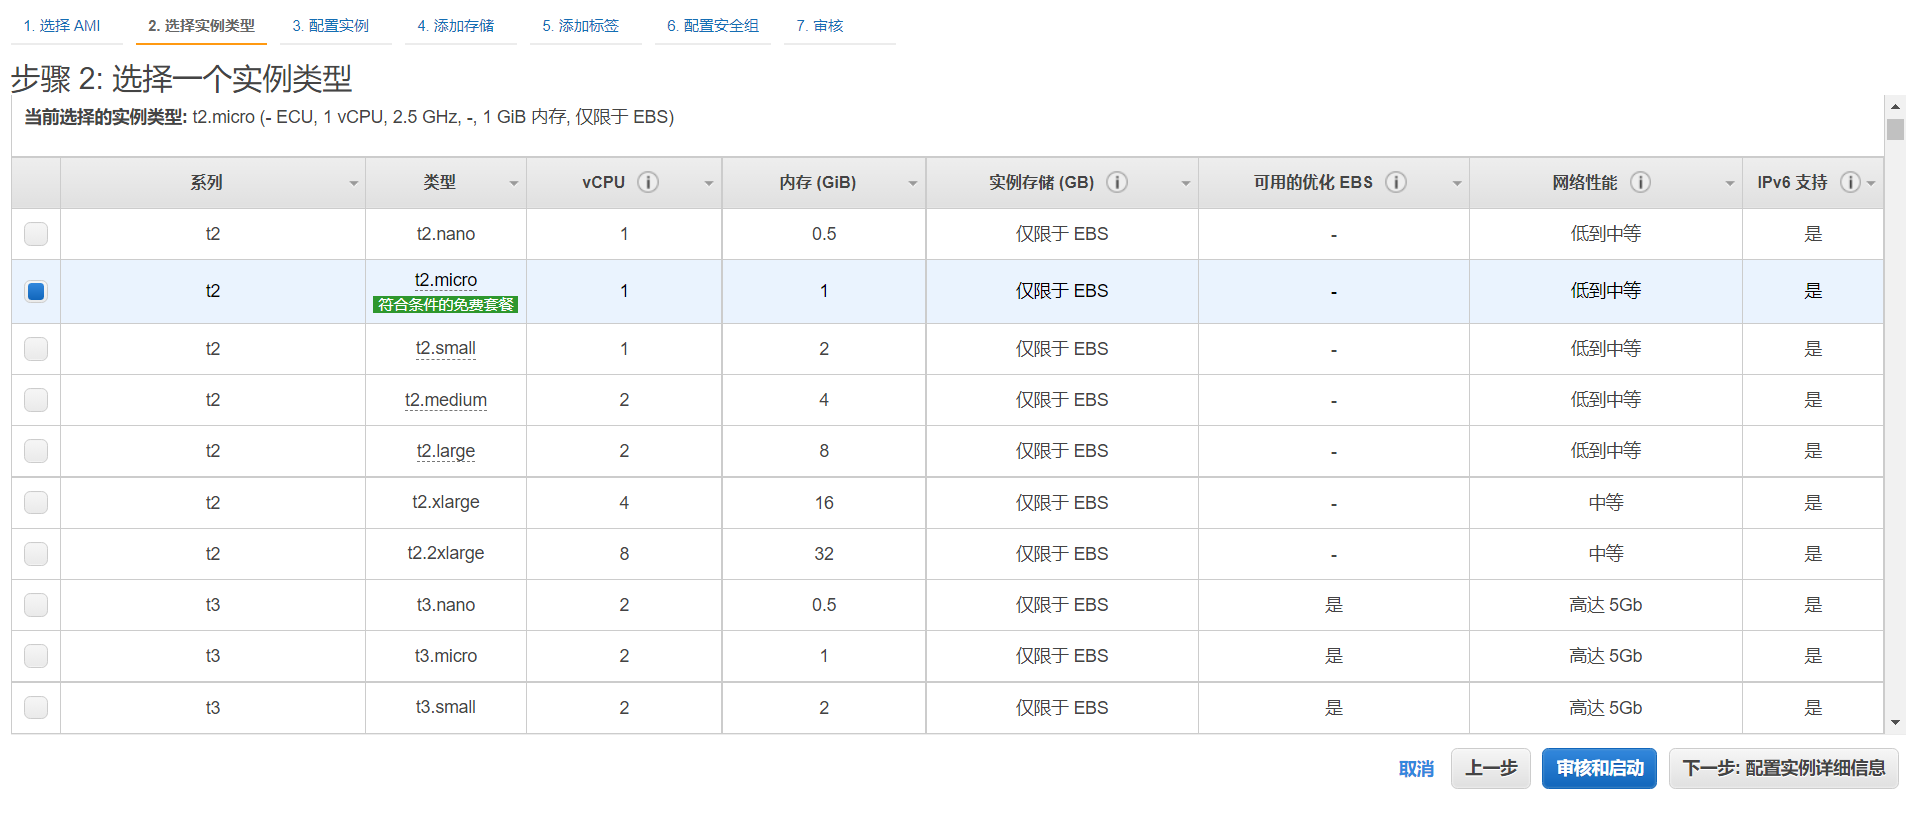 1. 选择 AMI 2. 选择实例类型 3. 配置实例 4. 添加存储 5. 添加标签 6. 配置安全组 7. 审核
步骤 2: 选择一个实例类型
当前选择的实例类型: t2.micro (- ECU, 1 vCPU, 2.5 GHz, -, 1 GiB 内存, 仅限于 EBS)
系列 类型 vCPU 内存 (GiB) 实例存储 (GB) 可用的优化 EBS 网络性能 IPv6 支持
t2 t2.nano 1 0.5 仅限于 EBS - 低到中等 是
t2 t2.micro 1 1 仅限于 EBS - 低到中等 是
符合条件的免费套餐
t2 t2.small 1 2 仅限于 EBS - 低到中等 是
t2 t2.medium 2 4 仅限于 EBS - 低到中等 是
t2 t2.large 2 8 仅限于 EBS - 低到中等 是
t2 t2.xlarge 4 16 仅限于 EBS - 中等 是
t2 t2.2xlarge 8 32 仅限于 EBS - 中等 是
t3 t3.nano 2 0.5 仅限于 EBS 是 高达 5Gb 是
t3 t3.micro 2 1 仅限于 EBS 是 高达 5Gb 是
t3 t3.small 2 2 仅限于 EBS 是 高达 5Gb 是
取消 上一步 审核和启动 下一步: 配置实例详细信息